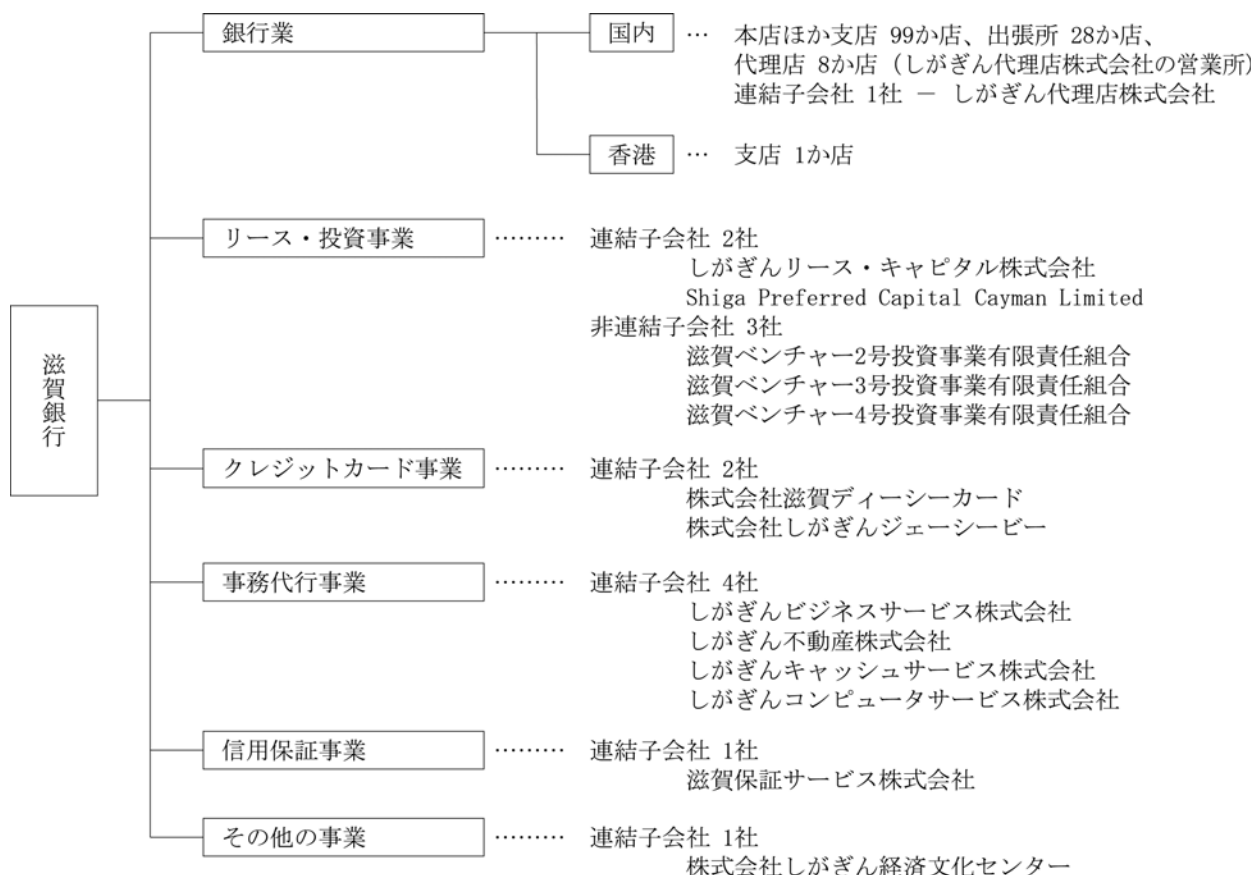 滋賀銀行
銀行業
国内 … 本店ほか支店 99か店、出張所 28か店、
代理店 8か店（しがぎん代理店株式会社の営業所）
連結子会社 1社 － しがぎん代理店株式会社
香港 … 支店 1か店
リース・投資事業 ……… 連結子会社 2社
しがぎんリース・キャピタル株式会社
Shiga Preferred Capital Cayman Limited
非連結子会社 3社
滋賀ベンチャー2号投資事業有限責任組合
滋賀ベンチャー3号投資事業有限責任組合
滋賀ベンチャー4号投資事業有限責任組合
クレジットカード事業 ……… 連結子会社 2社
株式会社滋賀ディーシーカード
株式会社しがぎんジェーシービー
事務代行事業 ……… 連結子会社 4社
しがぎんビジネスサービス株式会社
しがぎん不動産株式会社
しがぎんキャッシュサービス株式会社
しがぎんコンピュータサービス株式会社
信用保証事業 ……… 連結子会社 1社
滋賀保証サービス株式会社
その他の事業 ……… 連結子会社 1社
株式会社しがぎん経済文化センター